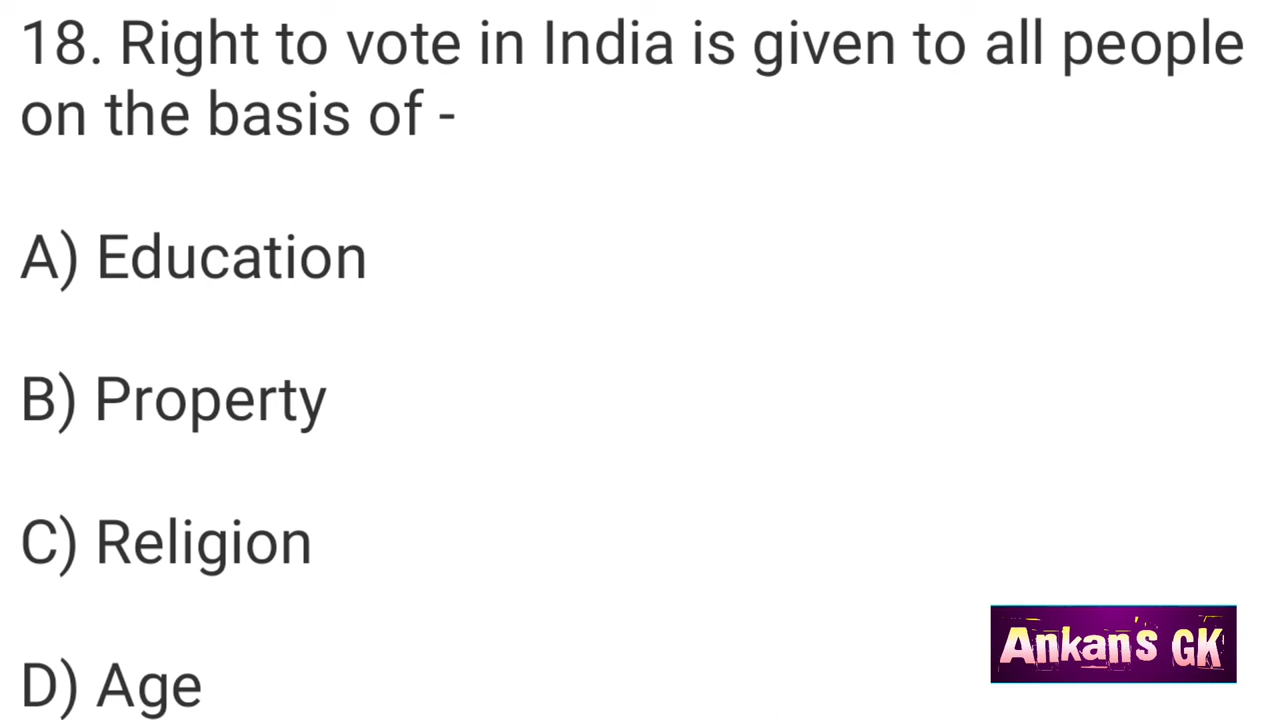 18. Right to vote in India is given to all people
on the basis of -
A) Education
B) Property
C) Religion
D) Age
Ankan's GK